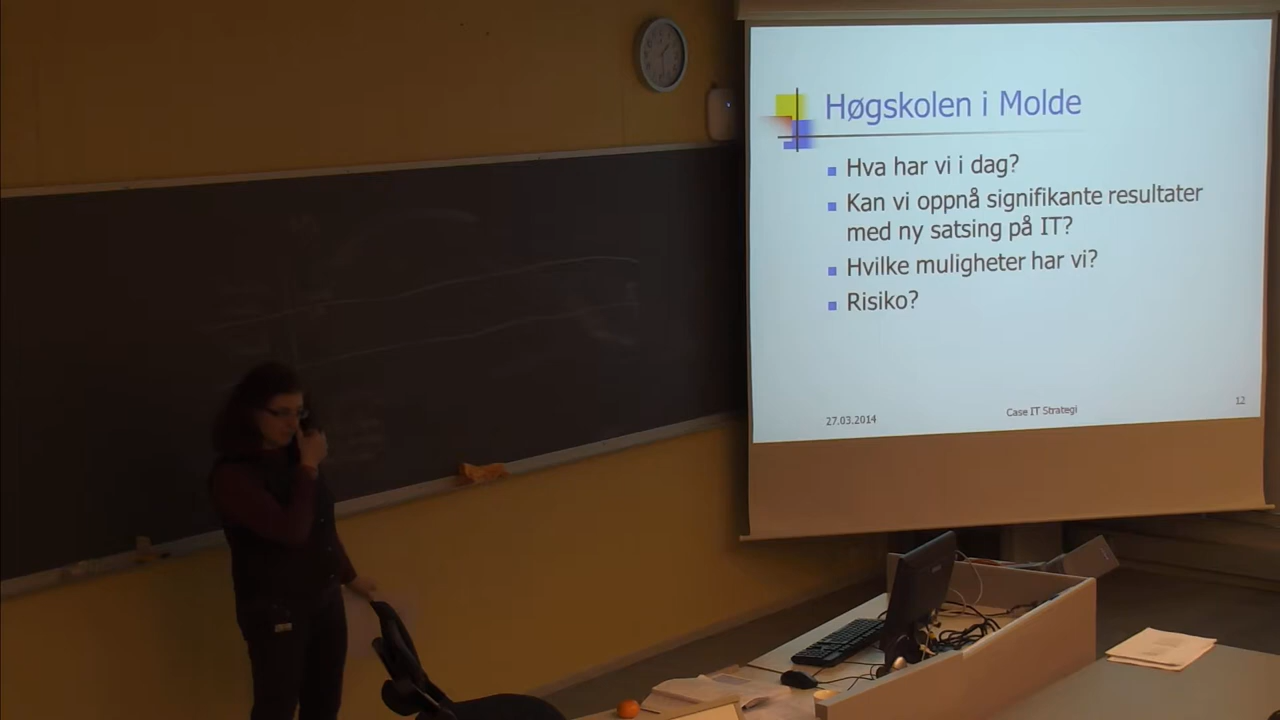 Høgskolen i Molde
Hva har vi i dag?
Kan vi oppnå signifikante resultater
med ny satsing på IT?
Hvilke muligheter har vi?
Risiko?
27.03.2014
Case IT Strategi
12